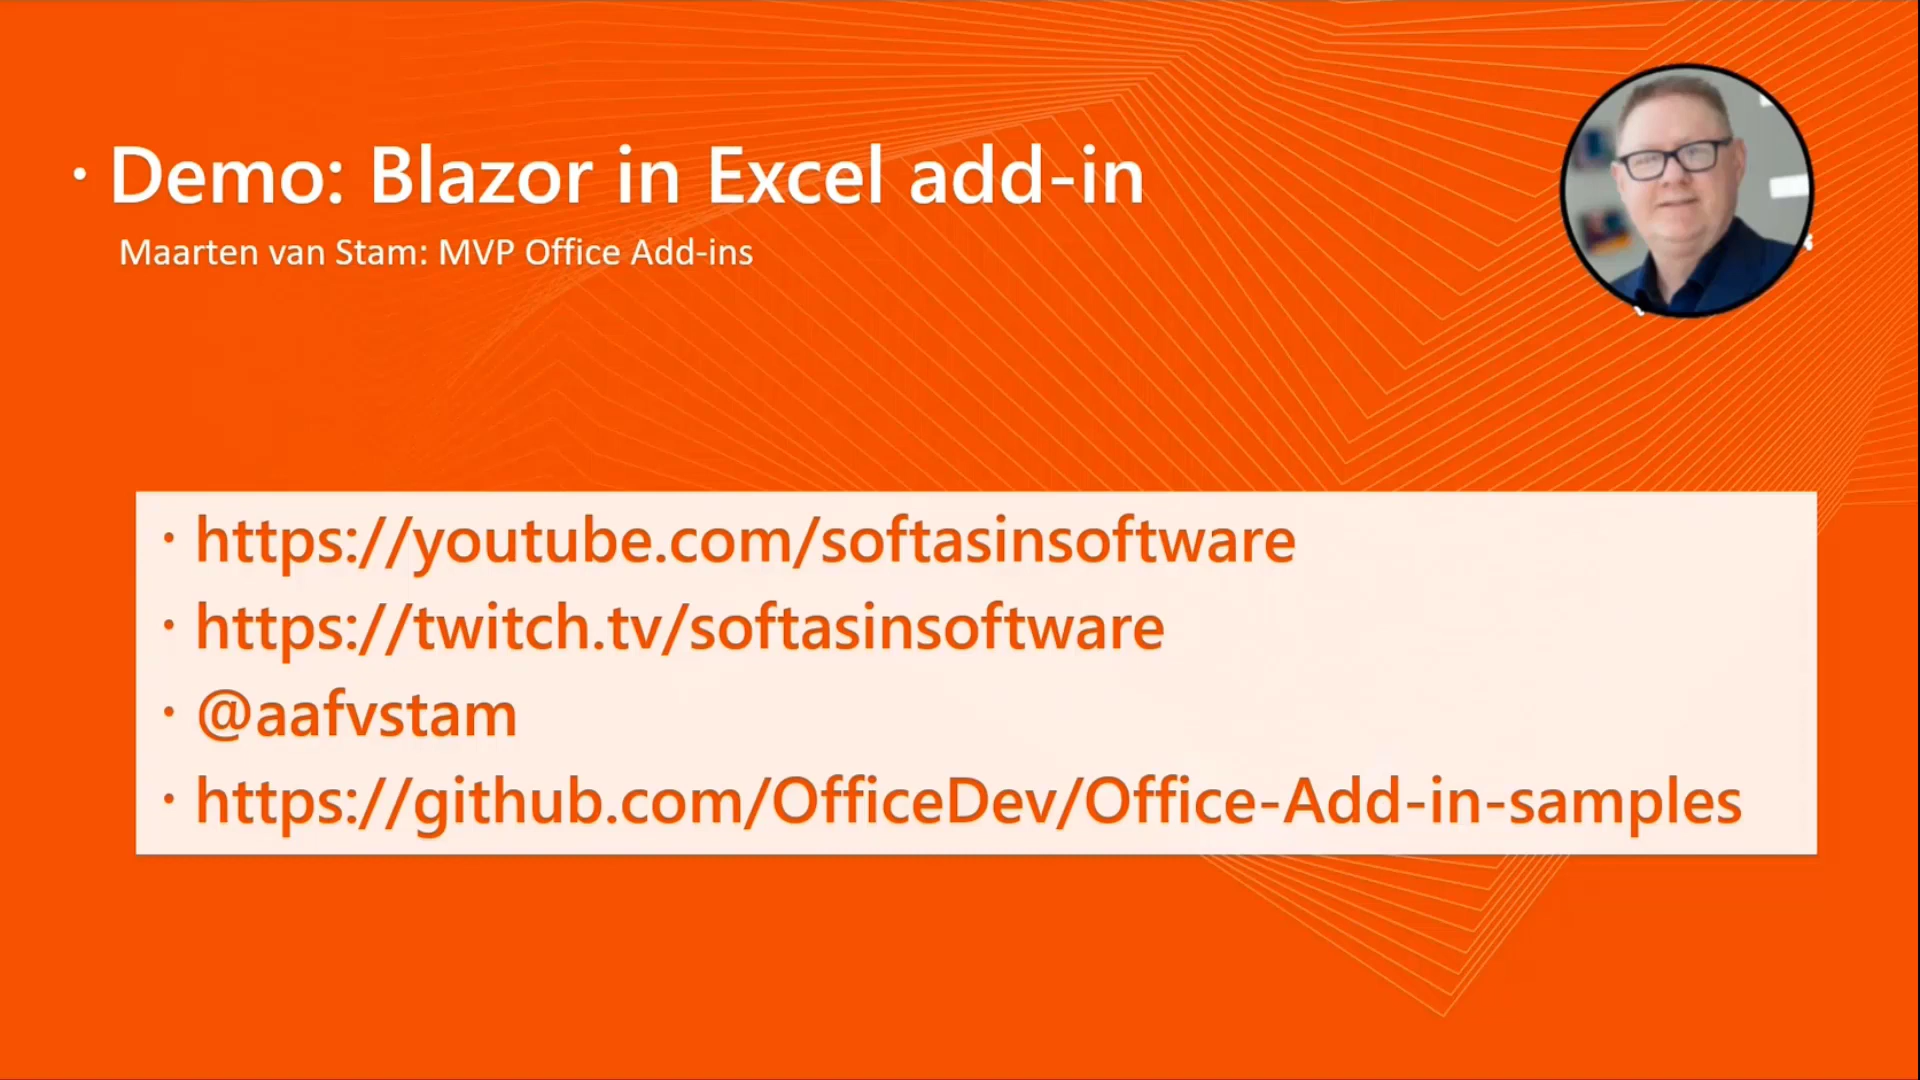 • Demo: Blazor in Excel add-in
Maarten van Stam: MVP Office Add-ins
• https://youtube.com/softasinsoftware
• https://twitch.tv/softasinsoftware
• @aafvstam
• https://github.com/OfficeDev/Office-Add-in-samples